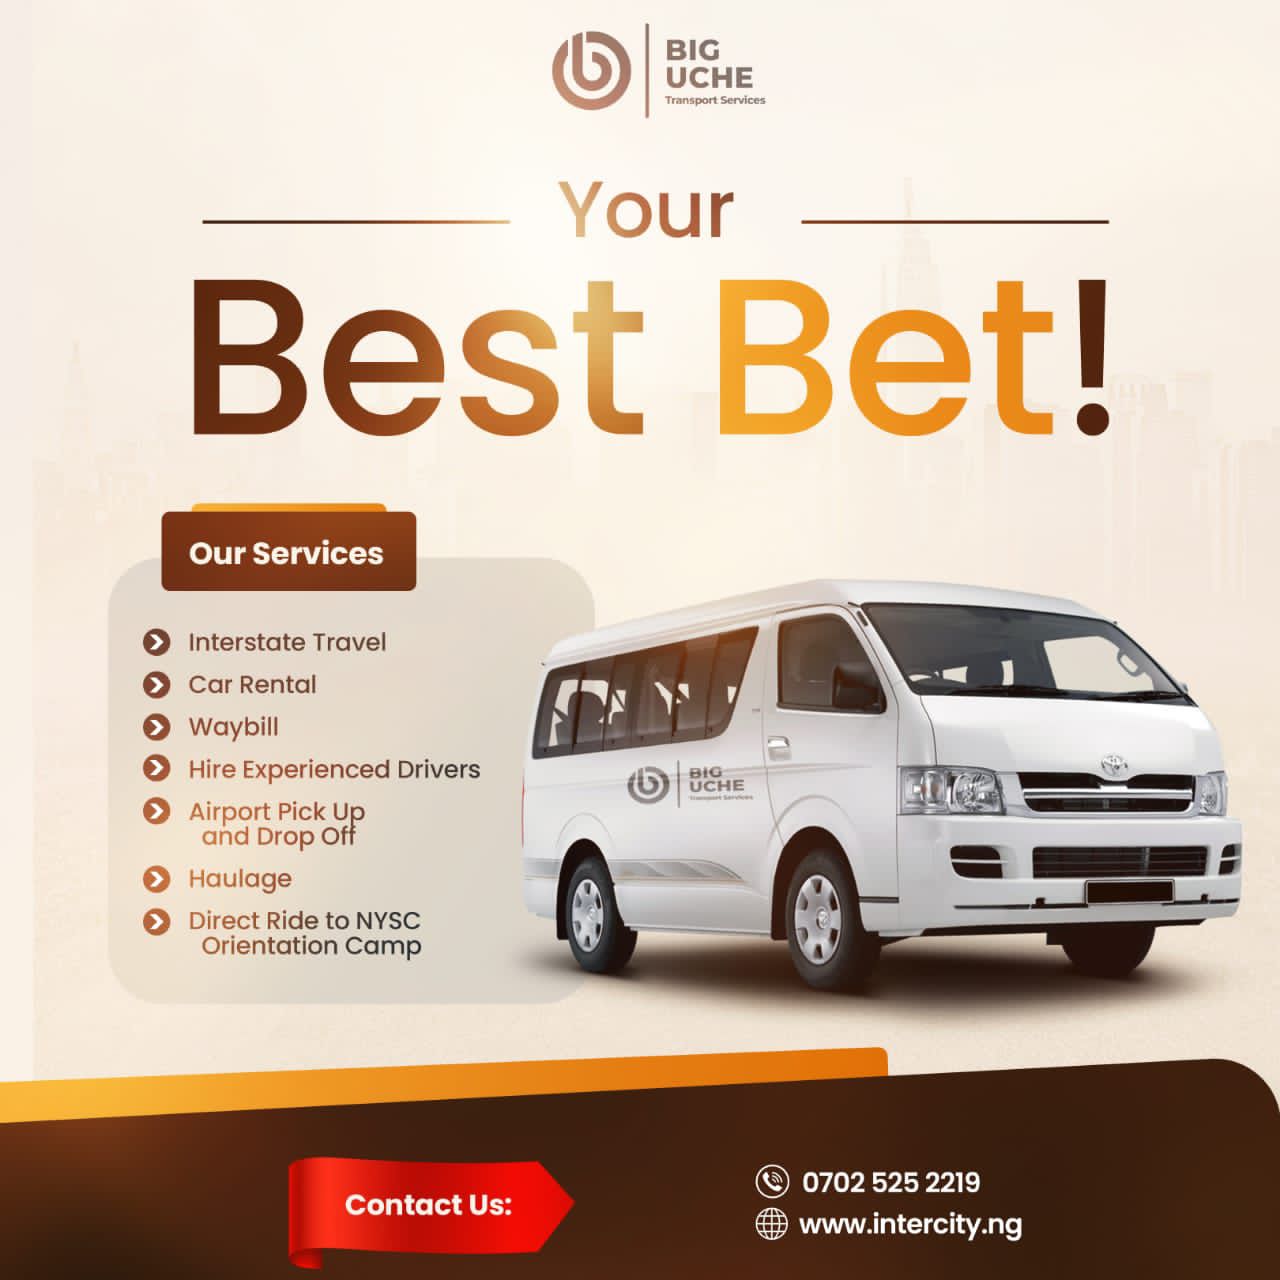 BIG
UCHE
Transport Services
Your
Best Bet!
Our Services
Interstate Travel
Car Rental
Waybill
Hire Experienced Drivers
Airport Pick Up
and Drop Off
Haulage
Direct Ride to NYSC
Orientation Camp
BIG
UCHE
Transport Services
Contact Us:
0702 525 2219
www.intercity.ng